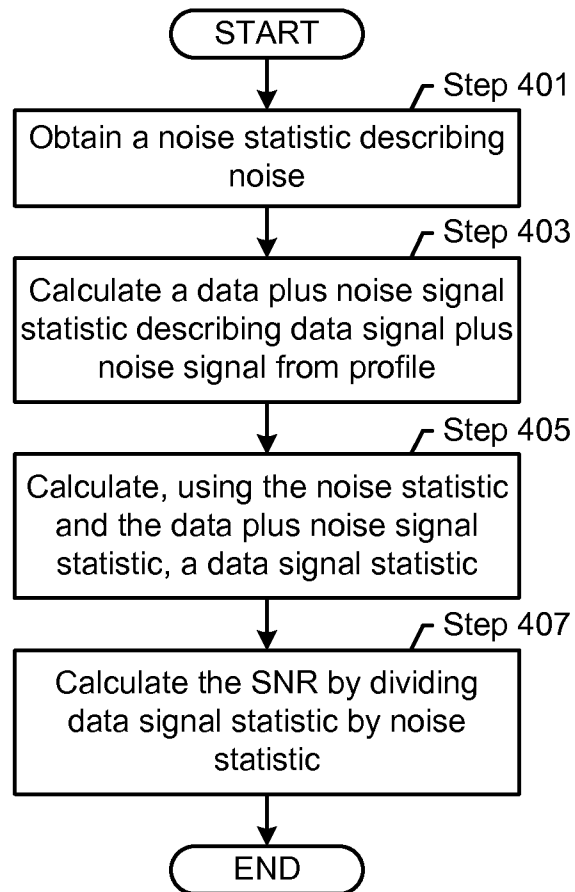 START
Step 401
Obtain a noise statistic describing
noise
Step 403
Calculate a data plus noise signal
statistic describing data signal plus
noise signal from profile
Step 405
Calculate, using the noise statistic
and the data plus noise signal
statistic, a data signal statistic
Step 407
Calculate the SNR by dividing
data signal statistic by noise
statistic
END